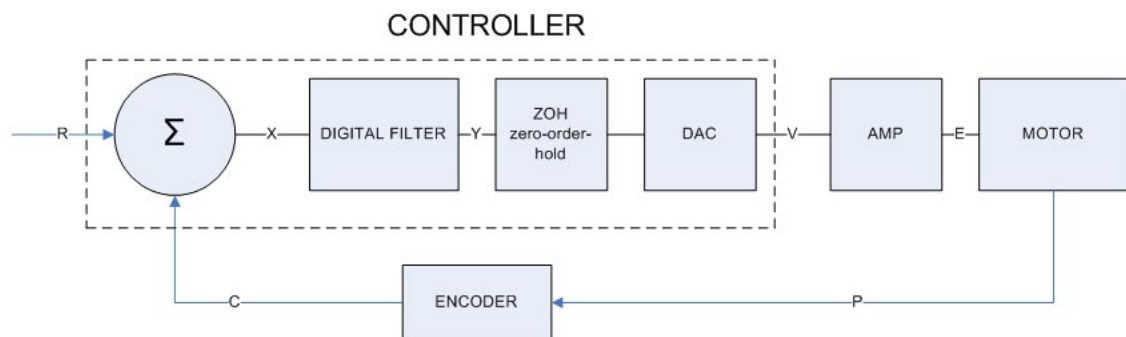 CONTROLLER
R
Σ
X
DIGITAL FILTER
Y
ZOH
zero-order-
hold
DAC
V
AMP
E
MOTOR
C
ENCODER
P